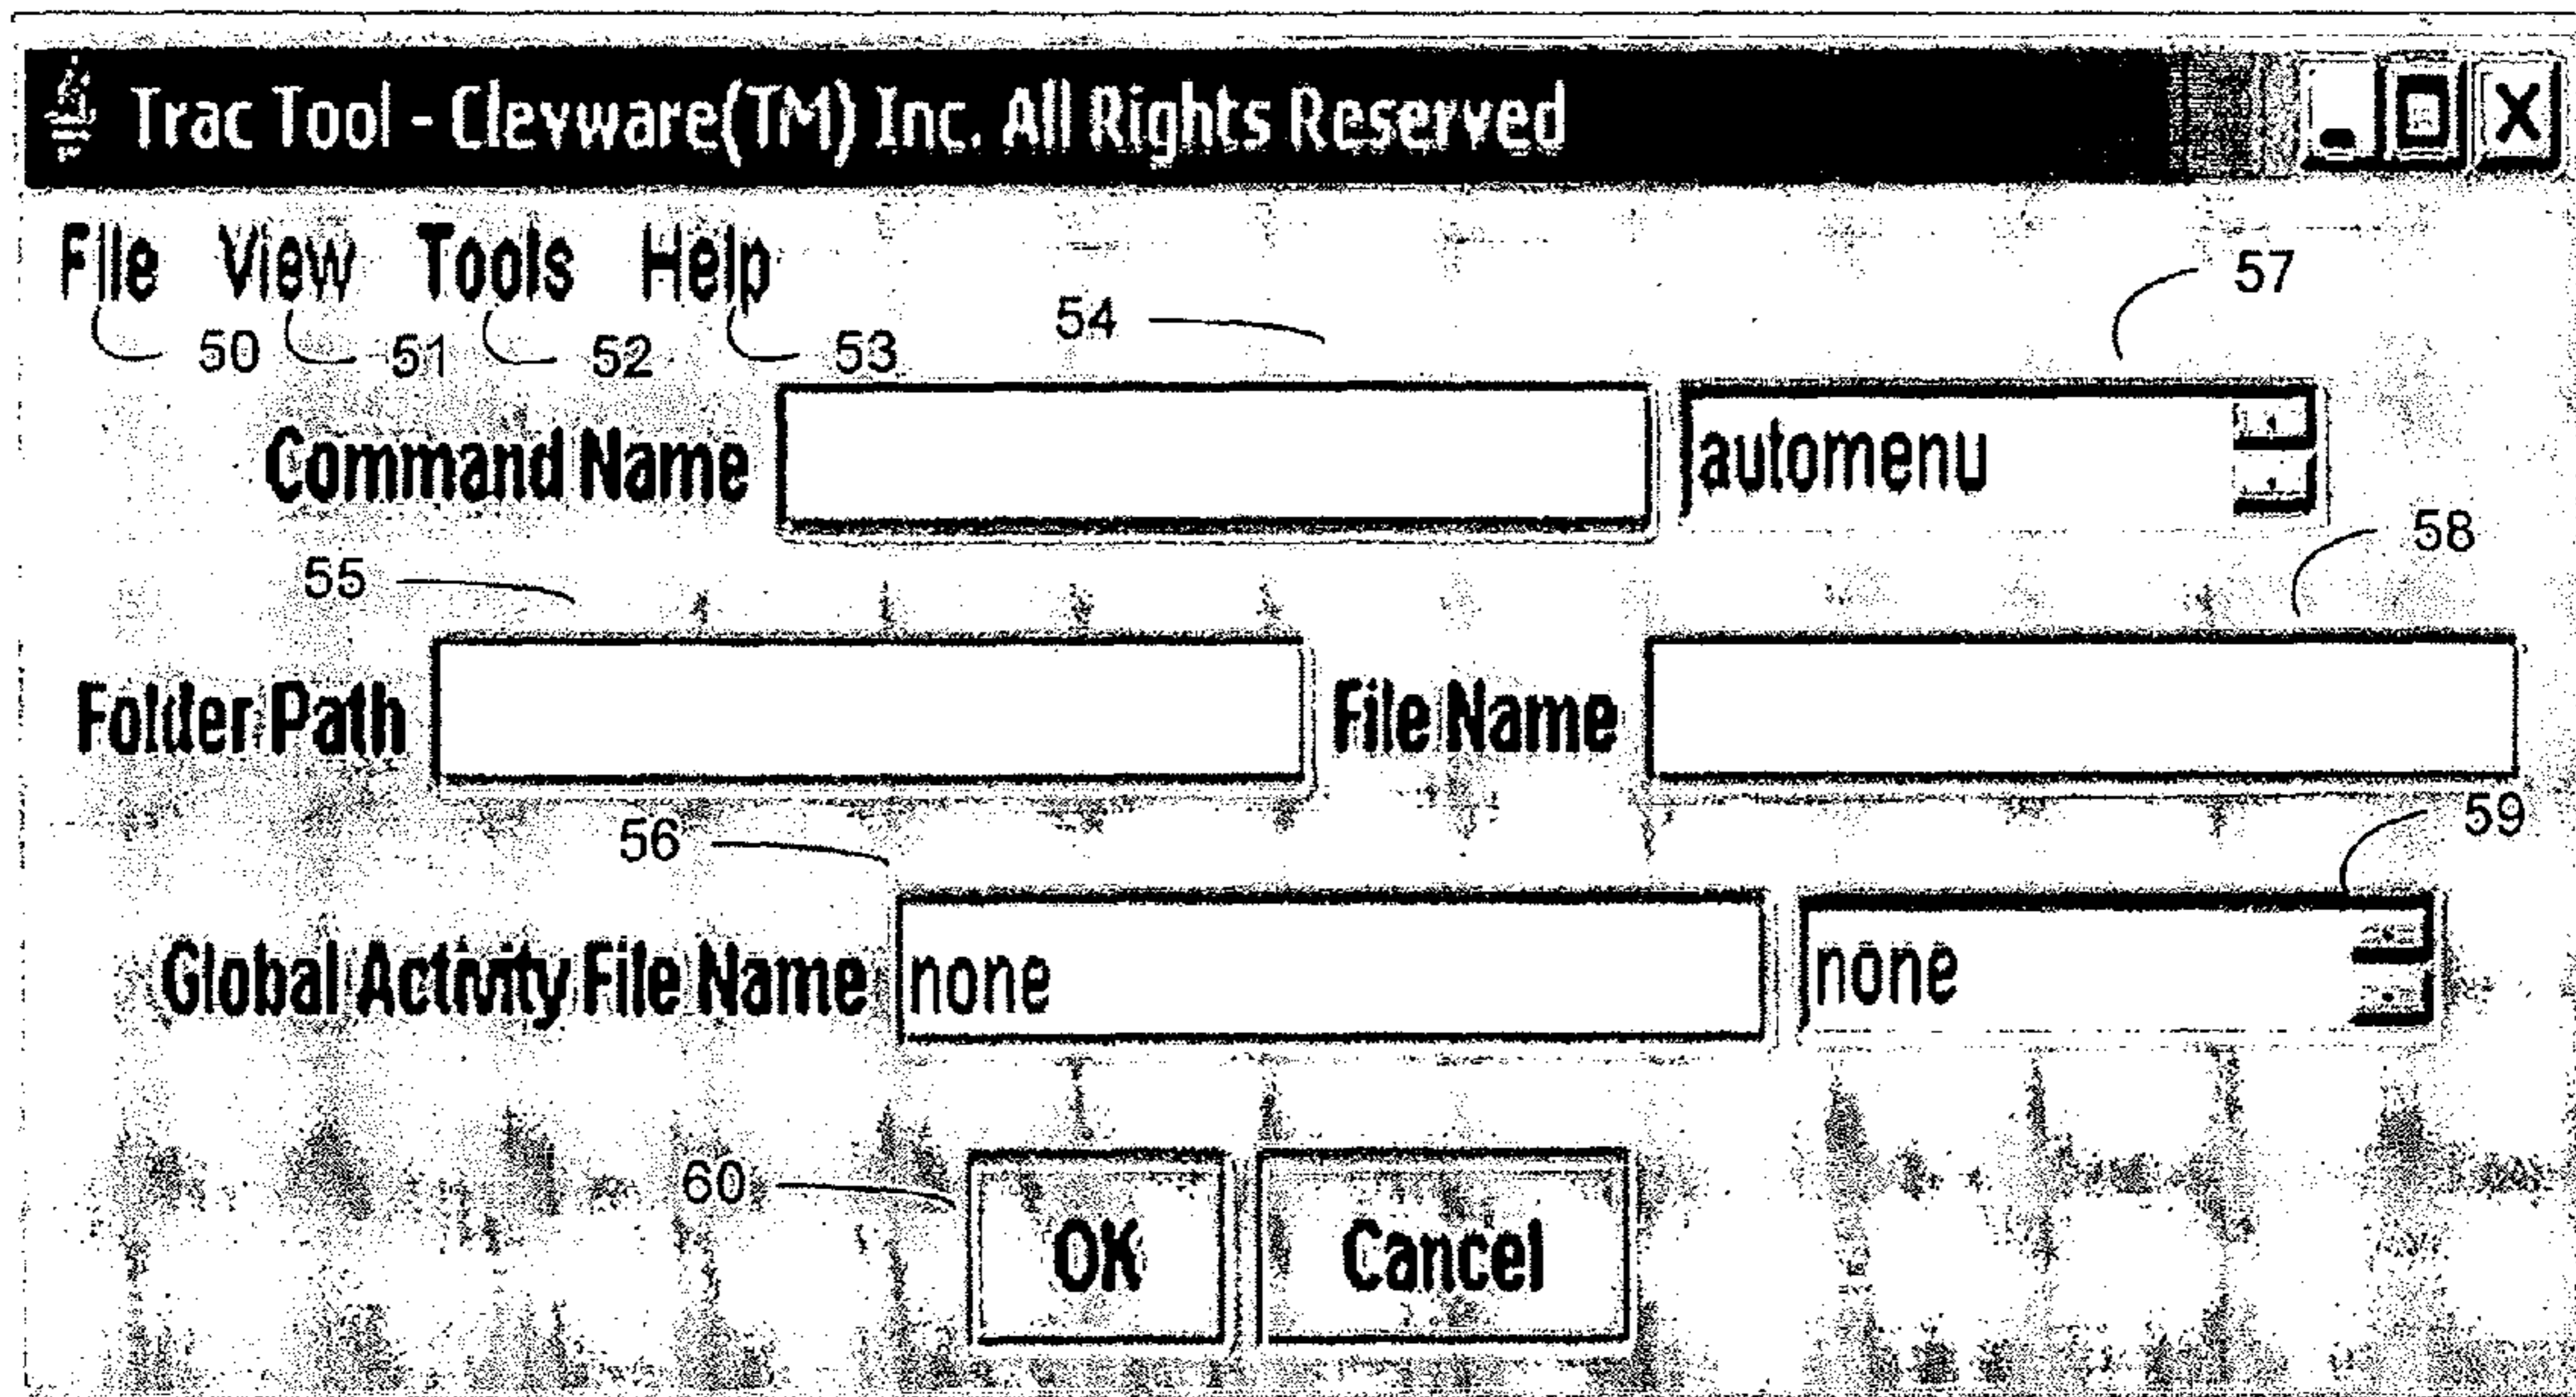 Trac Tool - Clevware(TM) Inc. All Rights Reserved
File View Tools Help
50 51 52 53 54 57
Command Name automenu
55 58
Folder Path File Name
56 59
Global Activity File Name none none
60 OK Cancel